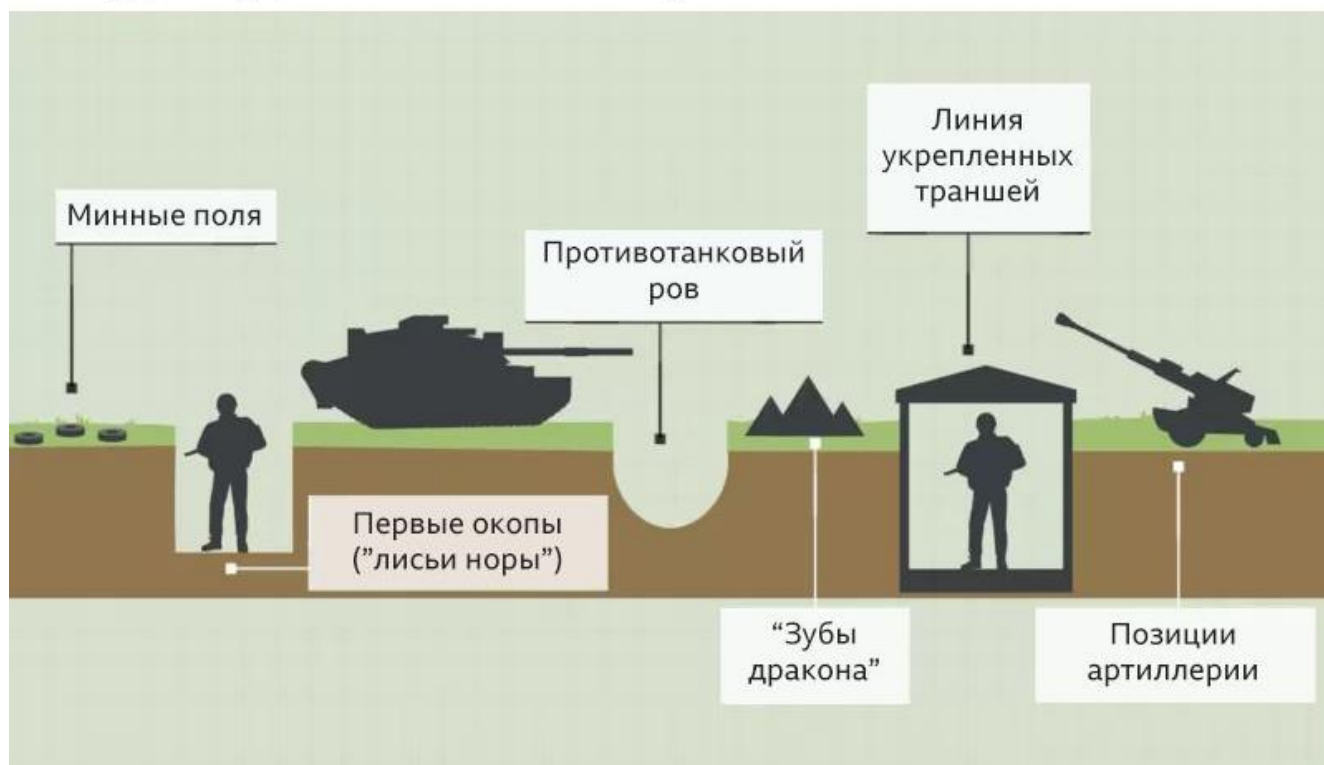 Минные поля
Линия
укрепленных
траншей
Противотанковый
ров
Первые окопы
("лисьи норы")
“Зубы
дракона”
Позиции
артиллерии